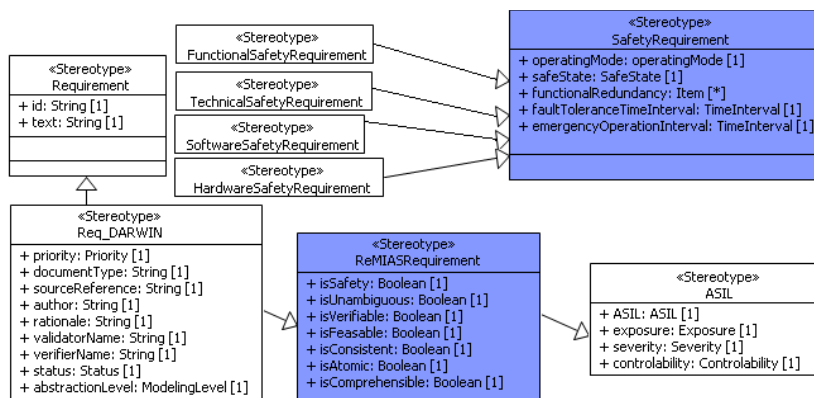 «Stereotype»
Requirement
+ id: String [1]
+ text: String [1]
«Stereotype»
FunctionalSafetyRequirement
«Stereotype»
TechnicalSafetyRequirement
«Stereotype»
SoftwareSafetyRequirement
«Stereotype»
HardwareSafetyRequirement
«Stereotype»
SafetyRequirement
+ operatingMode: operatingMode [1]
+ safeState: SafeState [1]
+ functionalRedundancy: Item [*]
+ faultToleranceTimeInterval: TimeInterval [1]
+ emergencyOperationInterval: TimeInterval [1]
«Stereotype»
Req_DARWIN
+ priority: Priority [1]
+ documentType: String [1]
+ sourceReference: String [1]
+ author: String [1]
+ rationale: String [1]
+ validatorName: String [1]
+ verifierName: String [1]
+ status: Status [1]
+ abstractionLevel: ModelingLevel [1]
«Stereotype»
ReMIASRequirement
+ isSafety: Boolean [1]
+ isUnambiguous: Boolean [1]
+ isVerifiable: Boolean [1]
+ isFeasable: Boolean [1]
+ isConsistent: Boolean [1]
+ isAtomic: Boolean [1]
+ isComprehensible: Boolean [1]
«Stereotype»
ASIL
+ ASIL: ASIL [1]
+ exposure: Exposure [1]
+ severity: Severity [1]
+ controlability: Controlability [1]